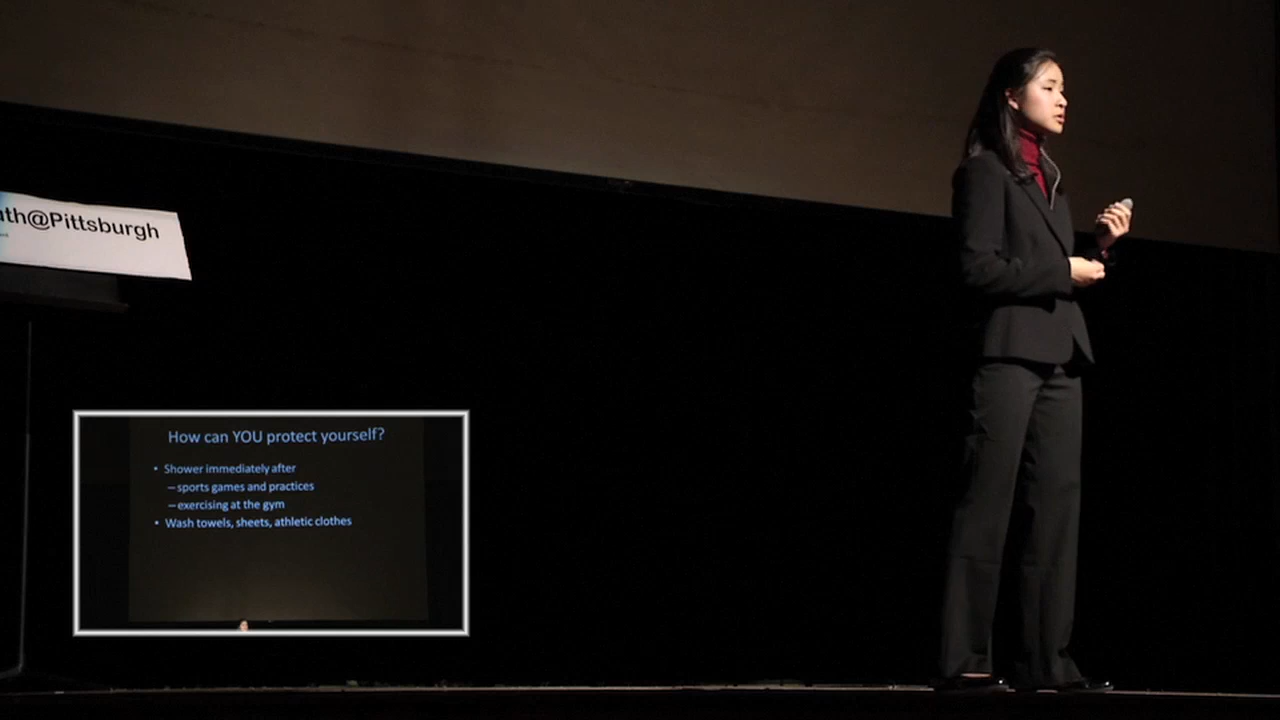 ath@Pittsburgh
How can YOU protect yourself?
• Shower immediately after
– sports games and practices
– exercising at the gym
• Wash towels, sheets, athletic clothes